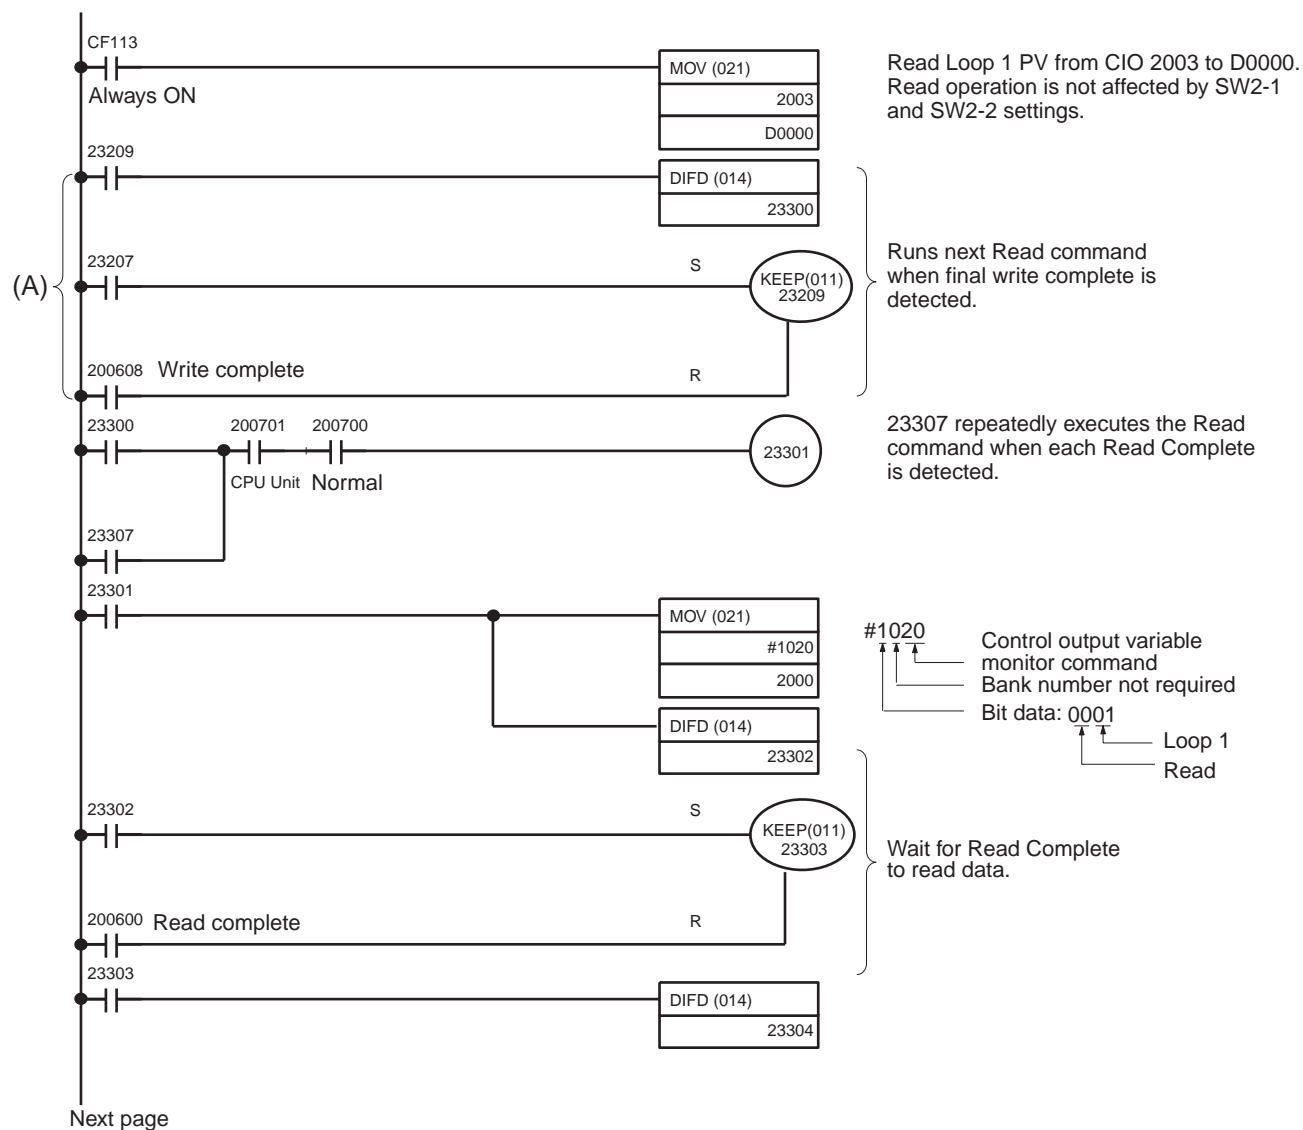 CF113
Always ON
MOV (021)
2003
D0000
Read Loop 1 PV from CIO 2003 to D0000.
Read operation is not affected by SW2-1
and SW2-2 settings.
23209
DIFD (014)
23300
(A)
23207
S
KEEP(011)
23209
Runs next Read command
when final write complete is
detected.
200608 Write complete
R
23300
200701
200700
CPU Unit
Normal
23301
23307 repeatedly executes the Read
command when each Read Complete
is detected.
23307
23301
MOV (021)
#1020
2000
#1020
Control output variable
monitor command
Bank number not required
Bit data: 0001
Loop 1
Read
DIFD (014)
23302
23302
S
KEEP(011)
23303
Wait for Read Complete
to read data.
200600 Read complete
R
23303
DIFD (014)
23304
Next page